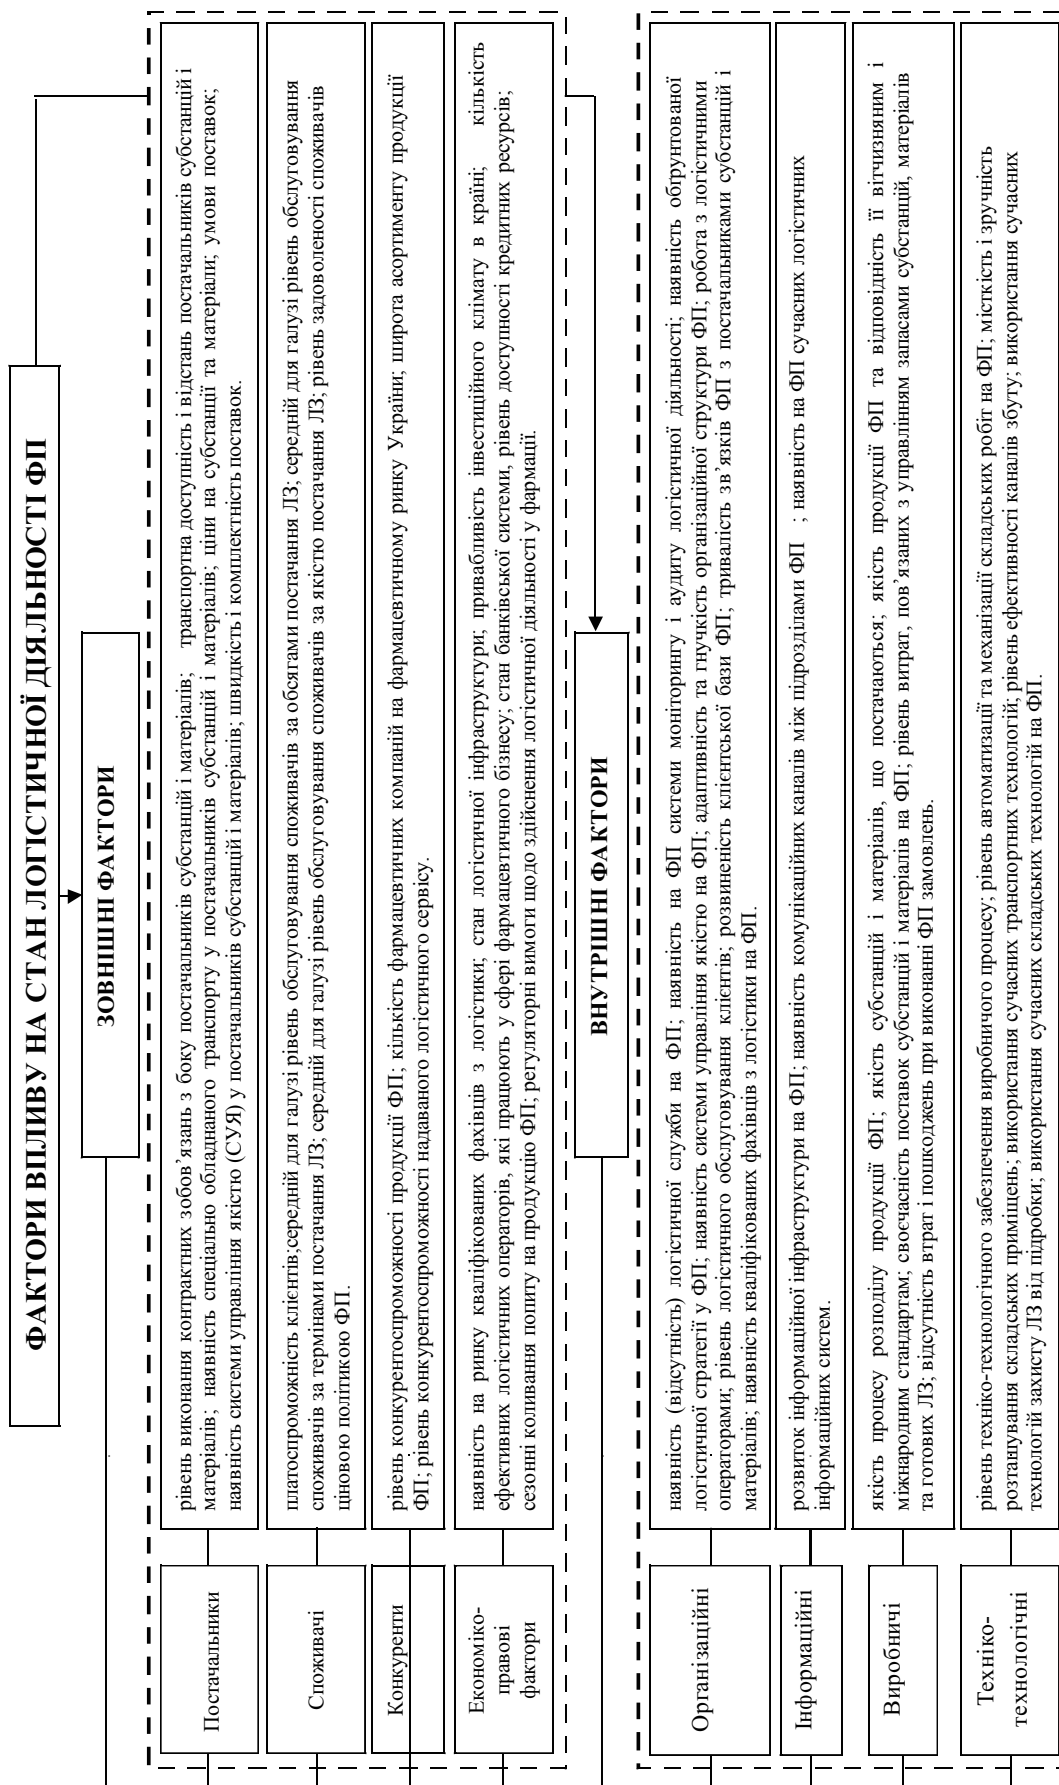 ФАКТОРИ ВПЛИВУ НА СТАН ЛОГІСТИЧНОЇ ДІЯЛЬНОСТІ ФП
ЗОВНІШНІ ФАКТОРИ
Постачальники
рівень виконання контрактних зобов’язань з боку постачальників субстанцій і матеріалів; транспортна доступність і відстань постачальників субстанцій і
матеріалів; наявність спеціально обладнаного транспорту у постачальників субстанцій і матеріалів; ціни на субстанції та матеріали; умови поставок;
наявність системи управління якістю (СУЯ) у постачальників субстанцій і матеріалів; швидкість і комплектність поставок.
Споживачі
платоспроможність клієнтів;середній для галузі рівень обслуговування споживачів за обсягами постачання ЛЗ; середній для галузі рівень обслуговування
споживачів за термінами постачання ЛЗ; середній для галузі рівень обслуговування споживачів за якістю постачання ЛЗ; рівень задоволеності споживачів
ціновою політикою ФП.
Конкуренти
рівень конкурентоспроможності продукції ФП; кількість фармацевтичних компаній на фармацевтичному ринку України; широта асортименту продукції
ФП; рівень конкурентоспроможності надаваного логістичного сервісу.
Економіко-
правові
фактори
наявність на ринку кваліфікованих фахівців з логістики; стан логістичної інфраструктури; привабливість інвестиційного клімату в країні; кількість
ефективних логістичних операторів, які працюють у сфері фармацевтичного бізнесу; стан банківської системи, рівень доступності кредитних ресурсів;
сезонні коливання попиту на продукцію ФП; регуляторні вимоги щодо здійснення логістичної діяльності у фармації.
ВНУТРІШНІ ФАКТОРИ
Організаційні
наявність (відсутність) логістичної служби на ФП; наявність на ФП системи моніторингу і аудиту логістичної діяльності; наявність обґрунтованої
логістичної стратегії у ФП; наявність системи управління якістю на ФП; адаптивність та гнучкість організаційної структури ФП; робота з логістичними
операторами; рівень логістичного обслуговування клієнтів; розвиненість клієнтської бази ФП; тривалість зв’язків ФП з постачальниками субстанцій і
матеріалів; наявність кваліфікованих фахівців з логістики на ФП.
Інформаційні
розвиток інформаційної інфраструктури на ФП; наявність комунікаційних каналів між підрозділами ФП ; наявність на ФП сучасних логістичних
інформаційних систем.
Виробничі
якість процесу розподілу продукції ФП; якість субстанцій і матеріалів, що постачаються; якість продукції ФП та відповідність її вітчизняним і
міжнародним стандартам; своєчасність поставок субстанцій і матеріалів на ФП; рівень витрат, пов’язаних з управлінням запасами субстанцій, матеріалів
та готових ЛЗ; відсутність втрат і пошкоджень при виконанні ФП замовлень.
Техніко-
технологічні
рівень техніко-технологічного забезпечення виробничого процесу; рівень автоматизації та механізації складських робіт на ФП; місткість і зручність
розташування складських приміщень; використання сучасних транспортних технологій; рівень ефективності каналів збуту; використання сучасних
технологій захисту ЛЗ від підробки; використання сучасних складських технологій на ФП.